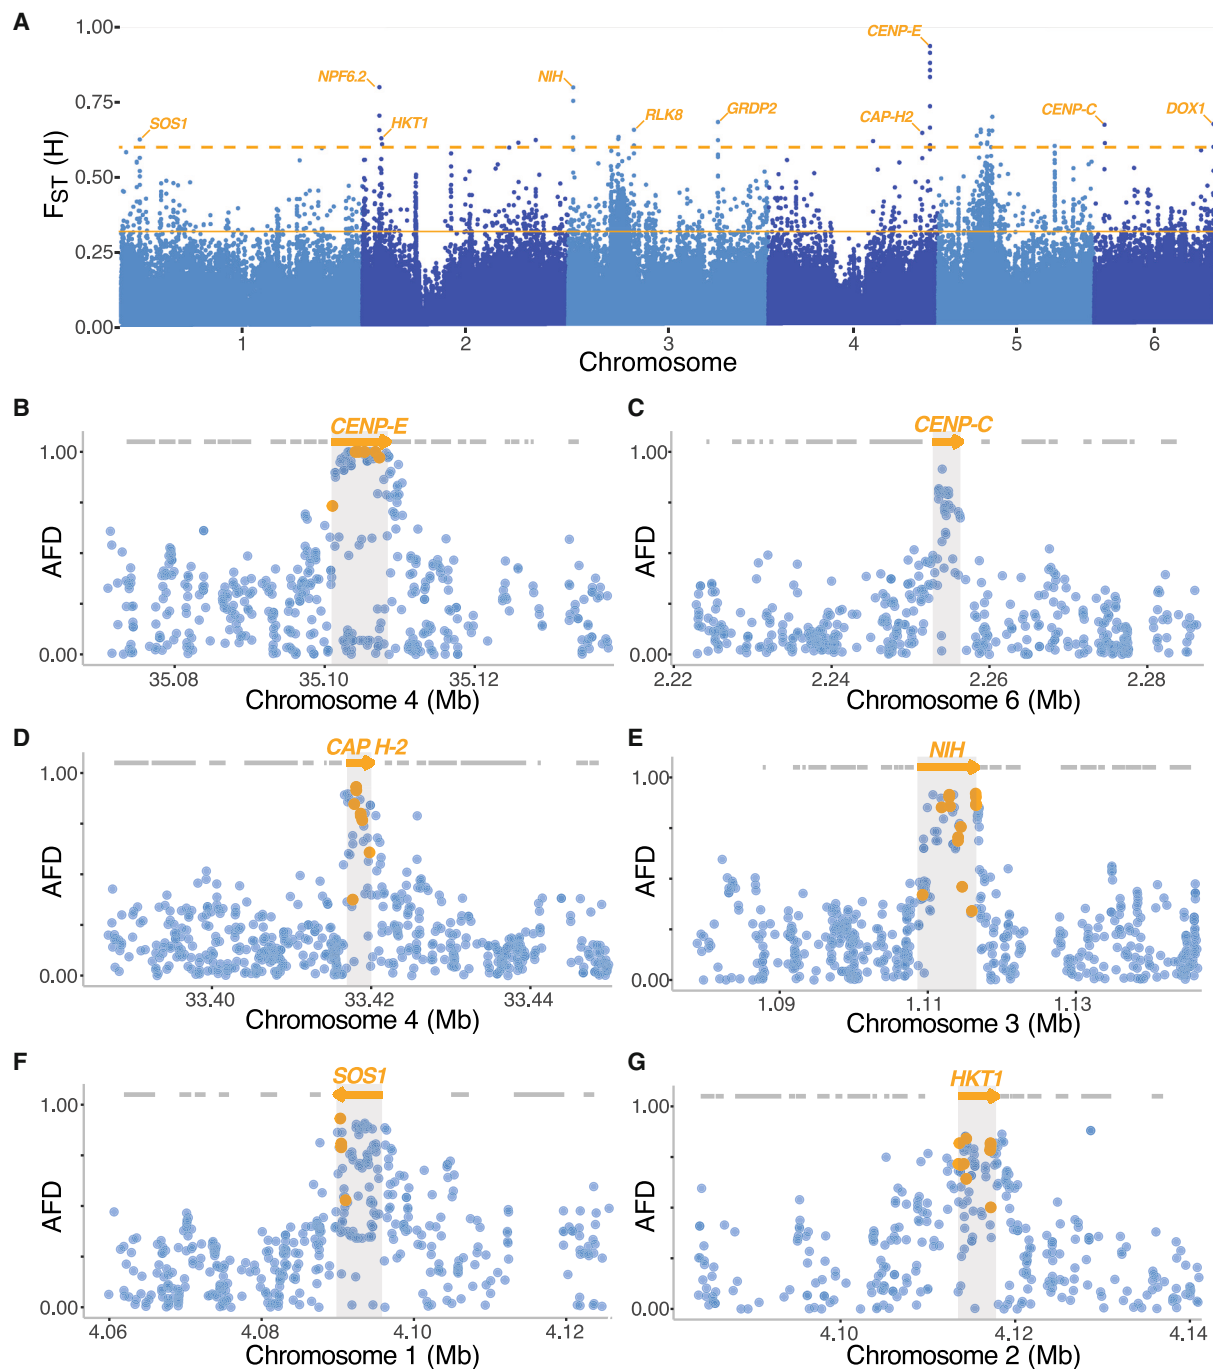 A
1.00
0.75
0.50
0.25
0.00
FST (H)
SOS1
NPF6.2
HKT1
NIH
RLK8
GRDP2
CAP-H2
CENP-E
CENP-C
DOX1
1 2 3 4 5 6
Chromosome
B
CENP-E
1.00
AFD
0.00
35.08 35.10 35.12
Chromosome 4 (Mb)
C
CENP-C
1.00
AFD
0.00
2.22 2.24 2.26 2.28
Chromosome 6 (Mb)
D
CAP H-2
1.00
AFD
0.00
33.40 33.42 33.44
Chromosome 4 (Mb)
E
NIH
1.00
AFD
0.00
1.09 1.11 1.13
Chromosome 3 (Mb)
F
SOS1
1.00
AFD
0.00
4.06 4.08 4.10 4.12
Chromosome 1 (Mb)
G
HKT1
1.00
AFD
0.00
4.10 4.12 4.14
Chromosome 2 (Mb)